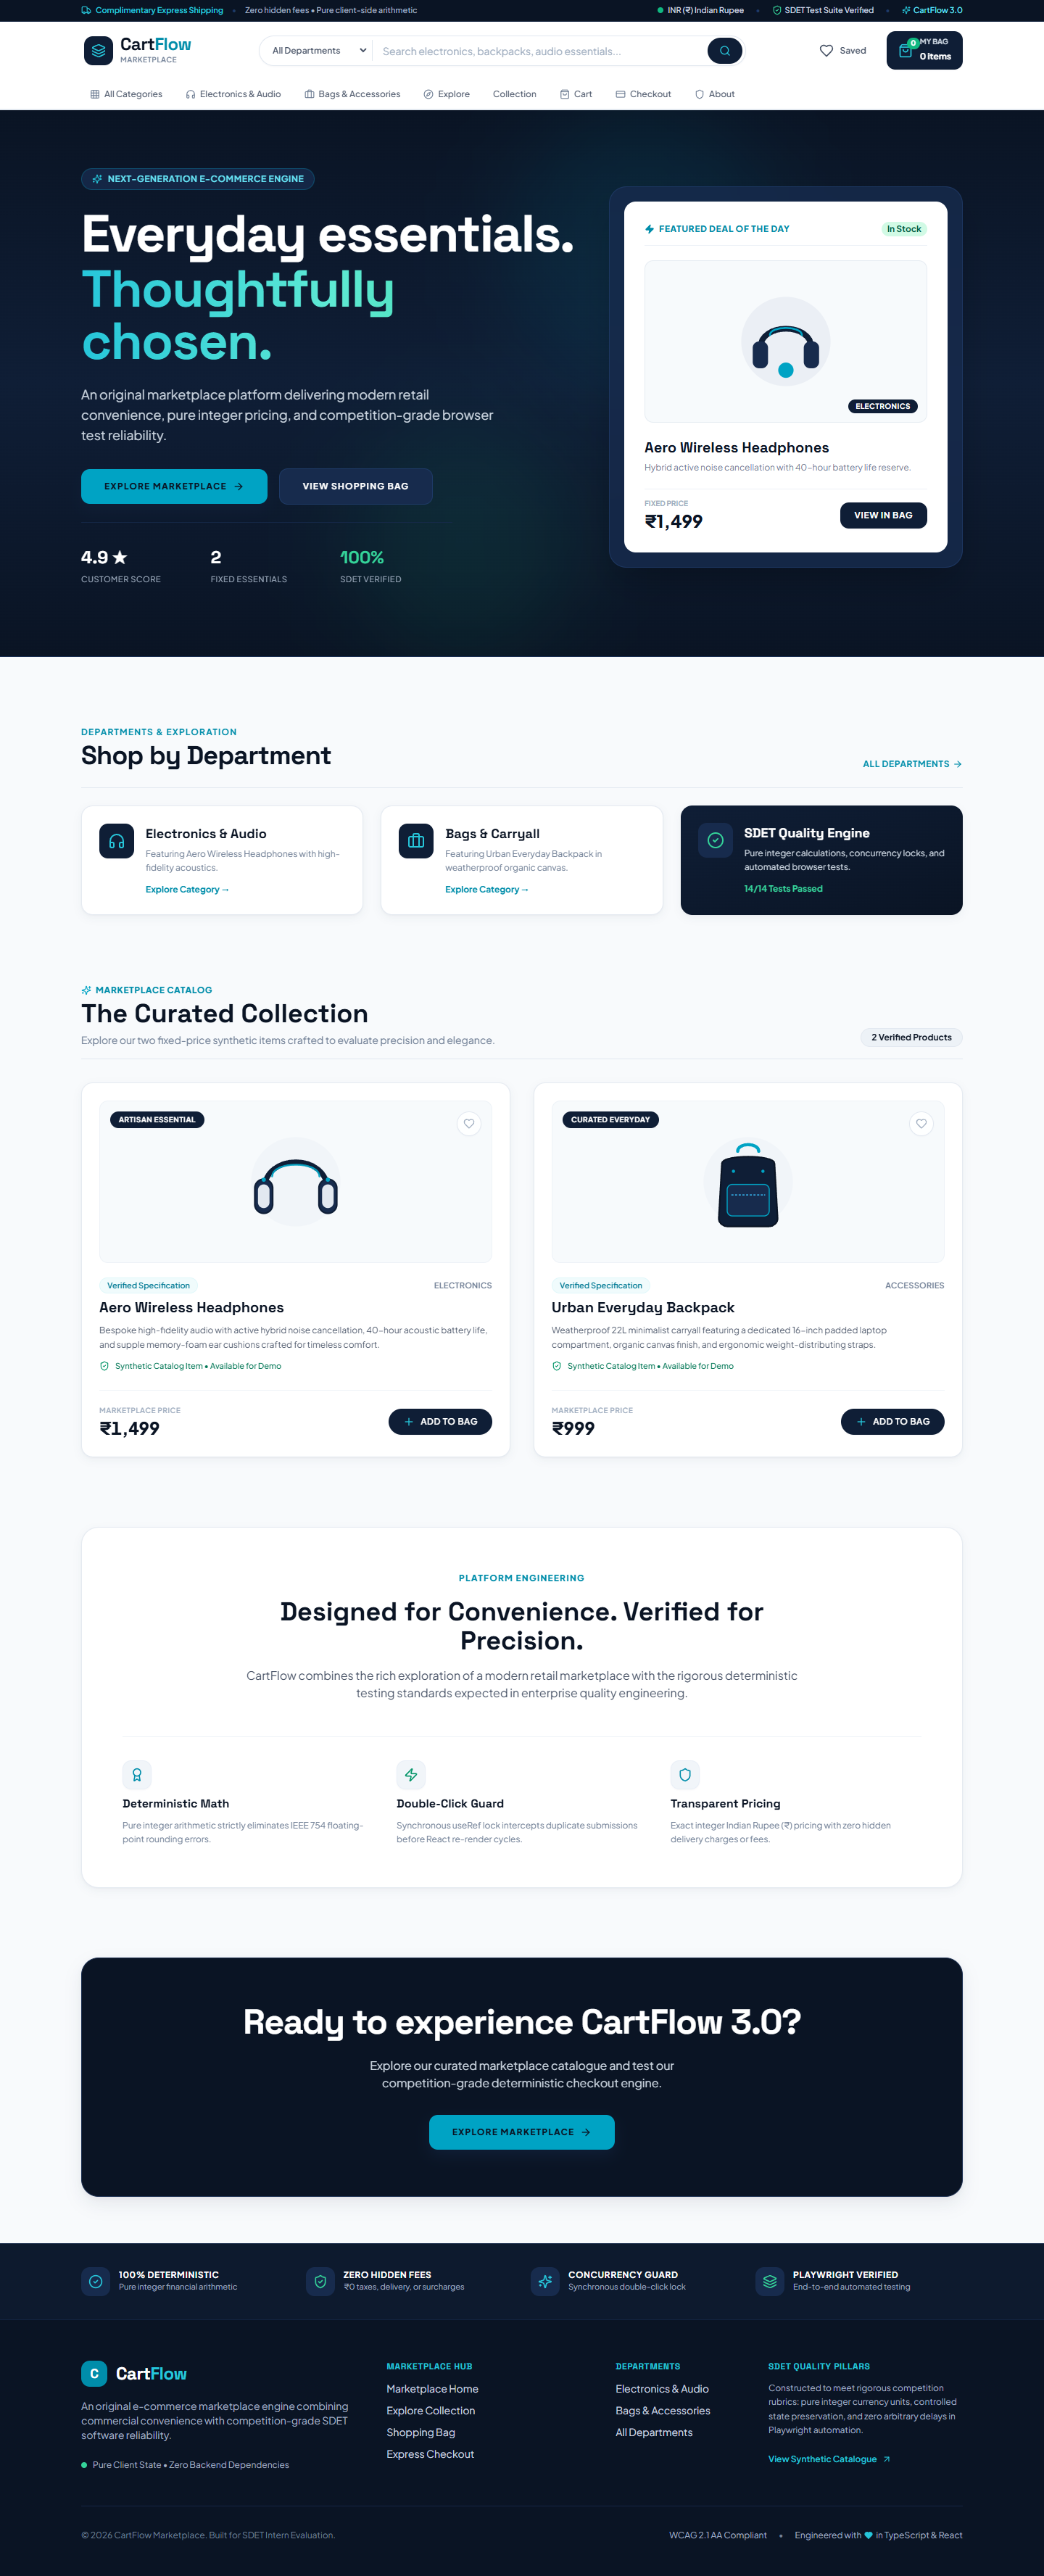 Complimentary Express Shipping • Zero hidden fees • Pure client-side arithmetic
INR (₹) Indian Rupee • SDET Test Suite Verified • CartFlow 3.0
CartFlow
MARKETPLACE
All Departments
Search electronics, backpacks, audio essentials...
Saved
0
MY BAG
0 Items
All Categories
Electronics & Audio
Bags & Accessories
Explore
Collection
Cart
Checkout
About
NEXT-GENERATION E-COMMERCE ENGINE
Everyday essentials.
Thoughtfully
chosen.
An original marketplace platform delivering modern retail
convenience, pure integer pricing, and competition-grade browser
test reliability.
EXPLORE MARKETPLACE →
VIEW SHOPPING BAG
4.9 ★
CUSTOMER SCORE
2
FIXED ESSENTIALS
100%
SDET VERIFIED
FEATURED DEAL OF THE DAY
In Stock
ELECTRONICS
Aero Wireless Headphones
Hybrid active noise cancellation with 40-hour battery life reserve.
FIXED PRICE
₹1,499
VIEW IN BAG
DEPARTMENTS & EXPLORATION
Shop by Department
ALL DEPARTMENTS →
Electronics & Audio
Featuring Aero Wireless Headphones with high-
fidelity acoustics.
Explore Category →
Bags & Carryall
Featuring Urban Everyday Backpack in
weatherproof organic canvas.
Explore Category →
SDET Quality Engine
Pure integer calculations, concurrency locks, and
automated browser tests.
14/14 Tests Passed
MARKETPLACE CATALOG
The Curated Collection
Explore our two fixed-price synthetic items crafted to evaluate precision and elegance.
2 Verified Products
ARTISAN ESSENTIAL
Verified Specification
ELECTRONICS
Aero Wireless Headphones
Bespoke high-fidelity audio with active hybrid noise cancellation, 40-hour acoustic battery life,
and supple memory-foam ear cushions crafted for timeless comfort.
Synthetic Catalog Item • Available for Demo
MARKETPLACE PRICE
₹1,499
ADD TO BAG
CURATED EVERYDAY
Verified Specification
ACCESSORIES
Urban Everyday Backpack
Weatherproof 22L minimalist carryall featuring a dedicated 16-inch padded laptop
compartment, organic canvas finish, and ergonomic weight-distributing straps.
Synthetic Catalog Item • Available for Demo
MARKETPLACE PRICE
₹999
ADD TO BAG
PLATFORM ENGINEERING
Designed for Convenience. Verified for
Precision.
CartFlow combines the rich exploration of a modern retail marketplace with the rigorous deterministic
testing standards expected in enterprise quality engineering.
Deterministic Math
Pure integer arithmetic strictly eliminates IEEE 754 floating-
point rounding errors.
Double-Click Guard
Synchronous useRef lock intercepts duplicate submissions
before React re-render cycles.
Transparent Pricing
Exact integer Indian Rupee (₹) pricing with zero hidden
delivery charges or fees.
Ready to experience CartFlow 3.0?
Explore our curated marketplace catalogue and test our
competition-grade deterministic checkout engine.
EXPLORE MARKETPLACE →
100% DETERMINISTIC
Pure integer financial arithmetic
ZERO HIDDEN FEES
₹0 taxes, delivery, or surcharges
CONCURRENCY GUARD
Synchronous double-click lock
PLAYWRIGHT VERIFIED
End-to-end automated testing
C
CartFlow
An original e-commerce marketplace engine combining
commercial convenience with competition-grade SDET
software reliability.
Pure Client State • Zero Backend Dependencies
MARKETPLACE HUB
Marketplace Home
Explore Collection
Shopping Bag
Express Checkout
DEPARTMENTS
Electronics & Audio
Bags & Accessories
All Departments
SDET QUALITY PILLARS
Constructed to meet rigorous competition
rubrics: pure integer currency units, controlled
state preservation, and zero arbitrary delays in
Playwright automation.
View Synthetic Catalogue
© 2026 CartFlow Marketplace. Built for SDET Intern Evaluation.
WCAG 2.1 AA Compliant • Engineered with in TypeScript & React